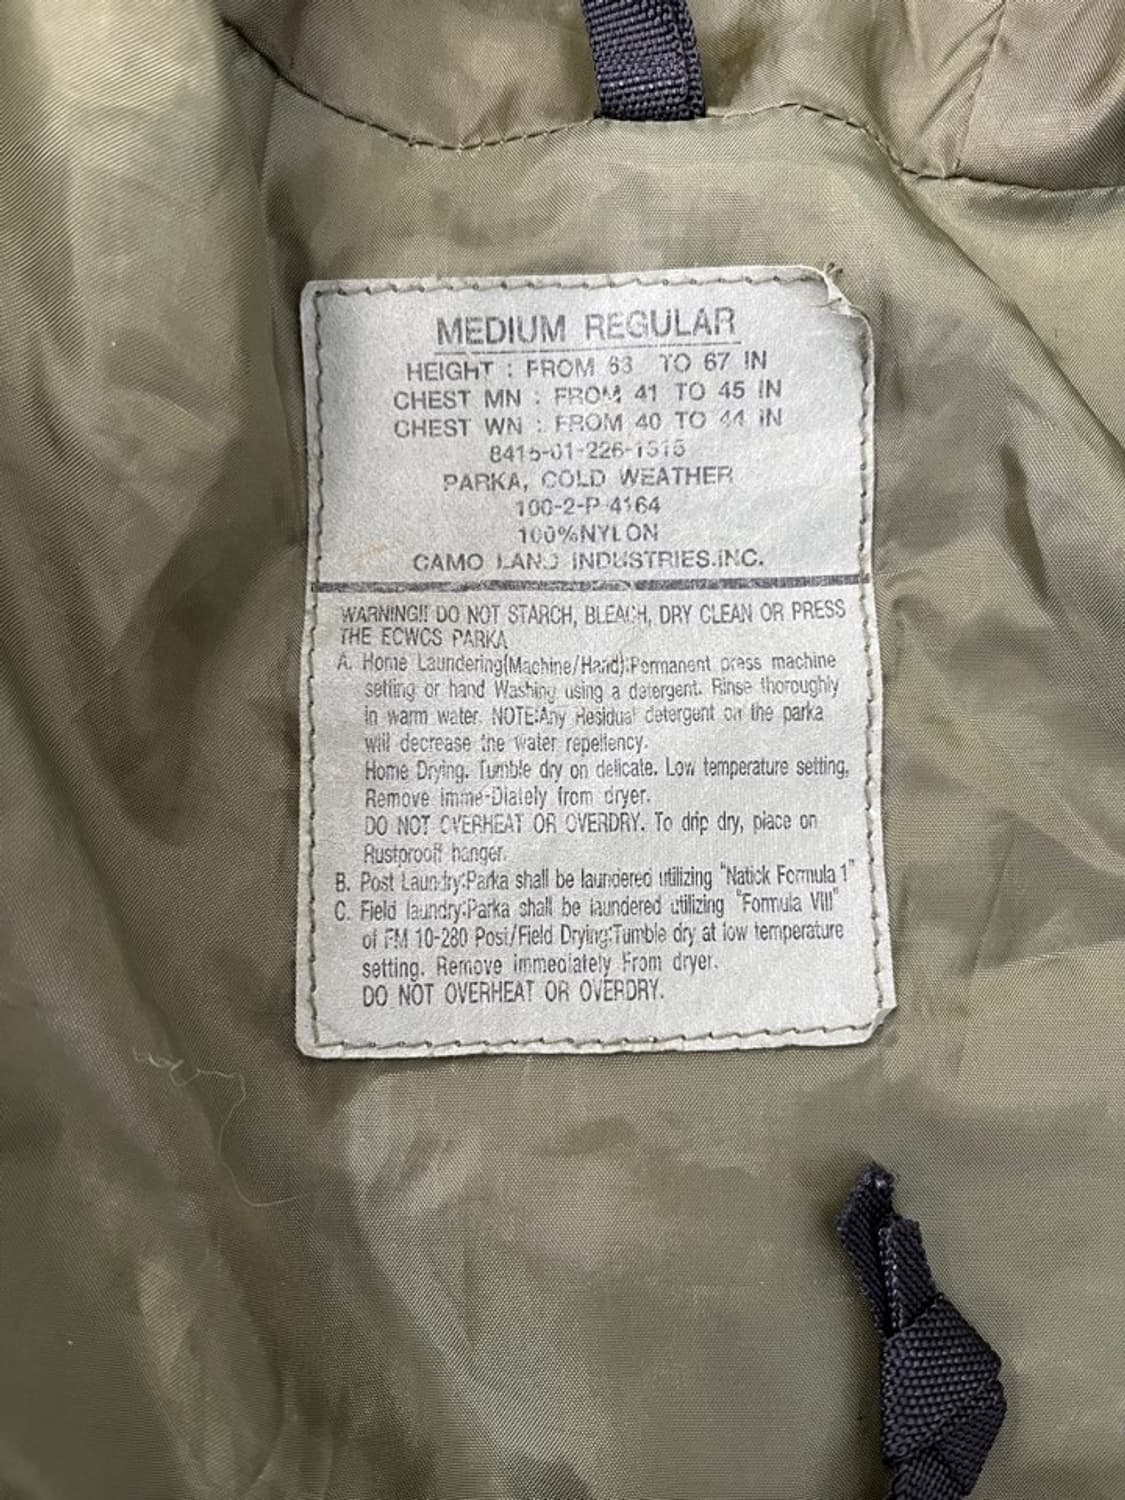 MEDIUM REGULAR
HEIGHT : FROM 63 TO 67 IN
CHEST MN : FROM 41 TO 45 IN
CHEST WN : FROM 40 TO 44 IN
8415-01-226-1315
PARKA, COLD WEATHER
100-2-P 4164
100%NYLON
CAMO LAND INDUSTRIES.INC.
WARNING!! DO NOT STARCH, BLEACH, DRY CLEAN OR PRESS
THE ECWCS PARKA
A. Home Laundering(Machine/Hand):Permanent press machine
setting or hand Washing using a detergent. Rinse thoroughly
in warm water. NOTE:Any Residual detergent on the parka
will decrease the water repellency.
Home Drying. Tumble dry on delicate. Low temperature setting,
Remove imme-Diately from dryer.
DO NOT OVERHEAT OR OVERDRY. To drip dry, place on
Rustprooff hanger.
B. Post Laundry:Parka shall be laundered utilizing "Natick Formula 1"
C. Field laundry:Parka shall be laundered utilizing "Formula VIII"
of FM 10-280 Post/Field Drying:Tumble dry at low temperature
setting. Remove immediately From dryer.
DO NOT OVERHEAT OR OVERDRY.